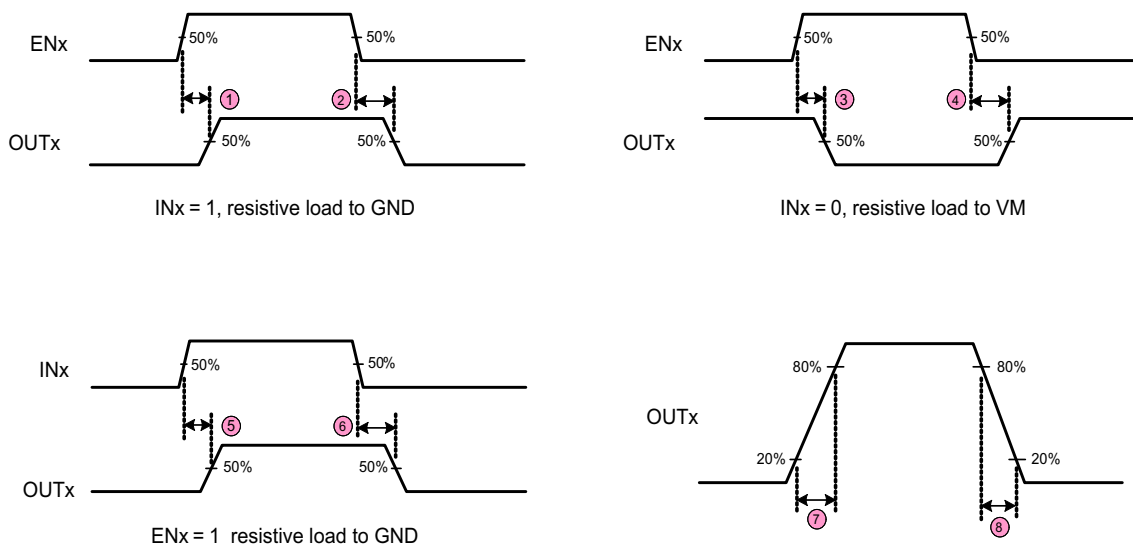 ENx
50%
50%
1
2
OUTx
50%
50%
INx = 1, resistive load to GND
ENx
50%
50%
3
4
OUTx
50%
50%
INx = 0, resistive load to VM
INx
50%
50%
5
6
OUTx
50%
50%
ENx = 1 resistive load to GND
80%
80%
OUTx
20%
20%
7
8